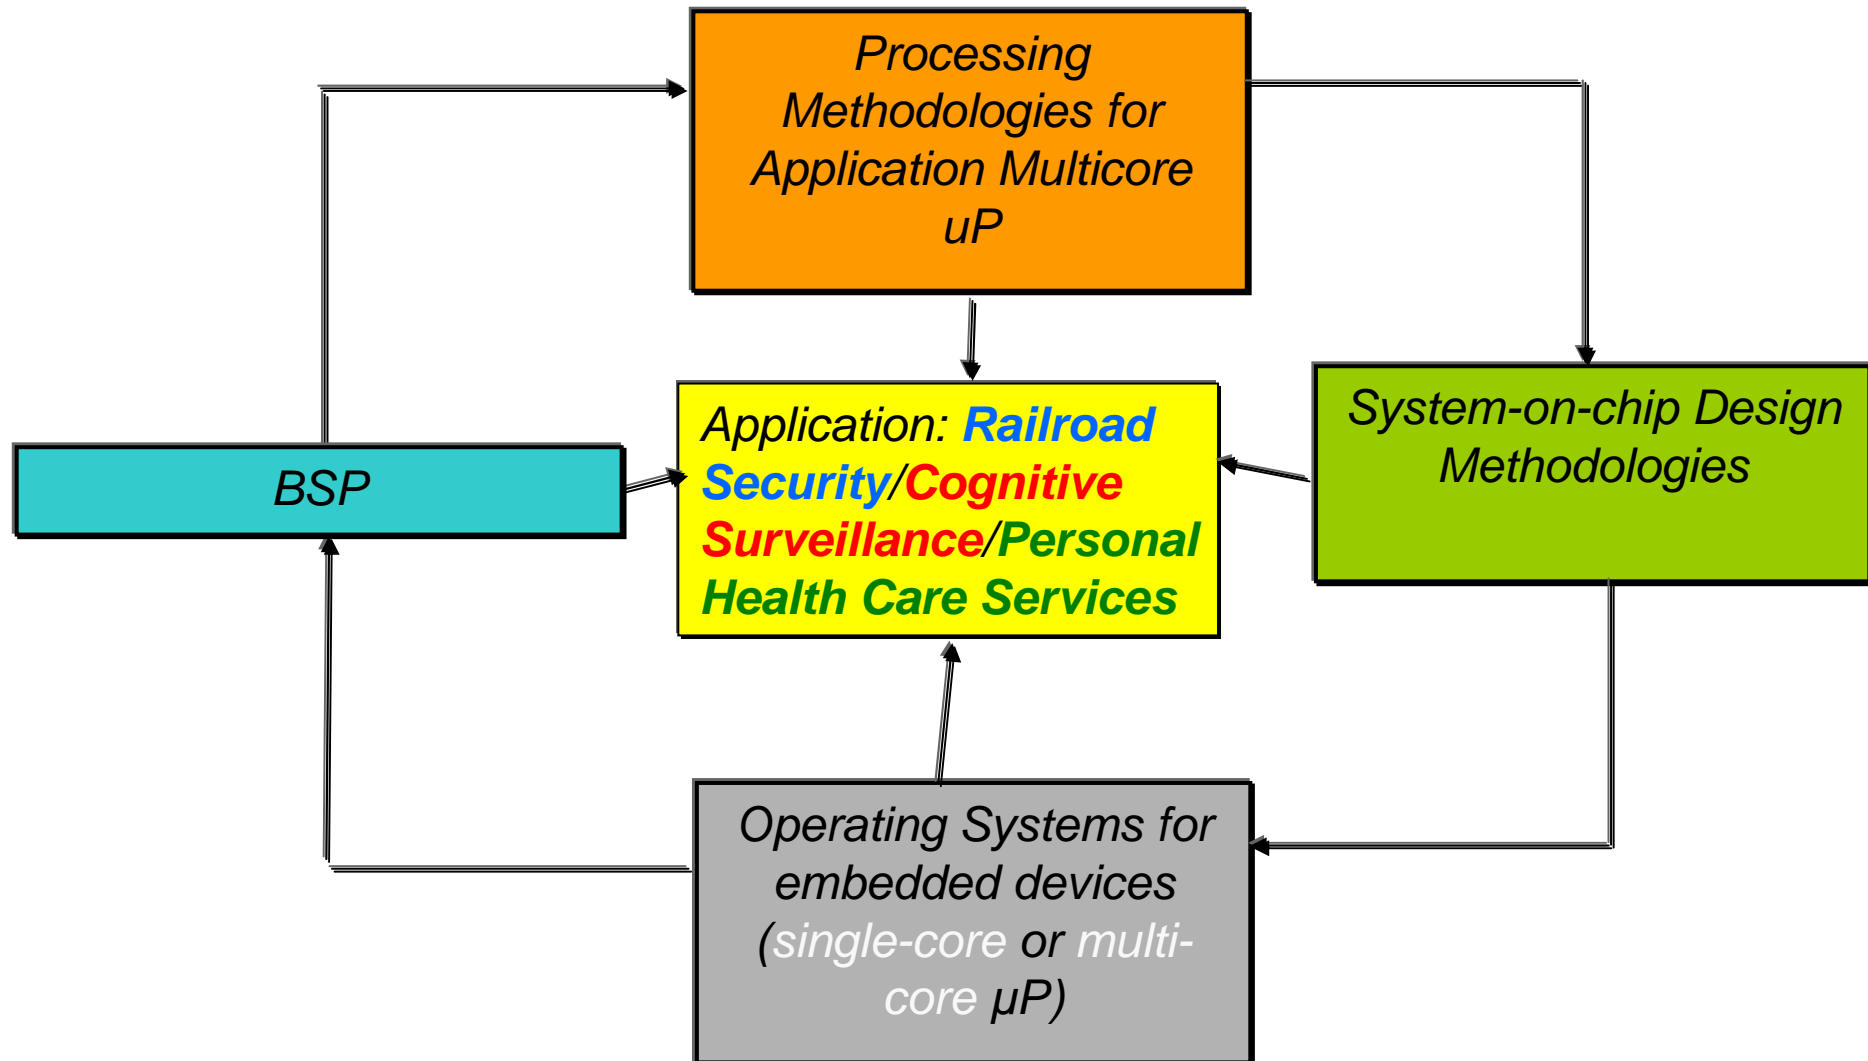 Processing
Methodologies for
Application Multicore
uP
Application: Railroad
Security/Cognitive
Surveillance/Personal
Health Care Services
System-on-chip Design
Methodologies
BSP
Operating Systems for
embedded devices
(single-core or multi-
core µP)